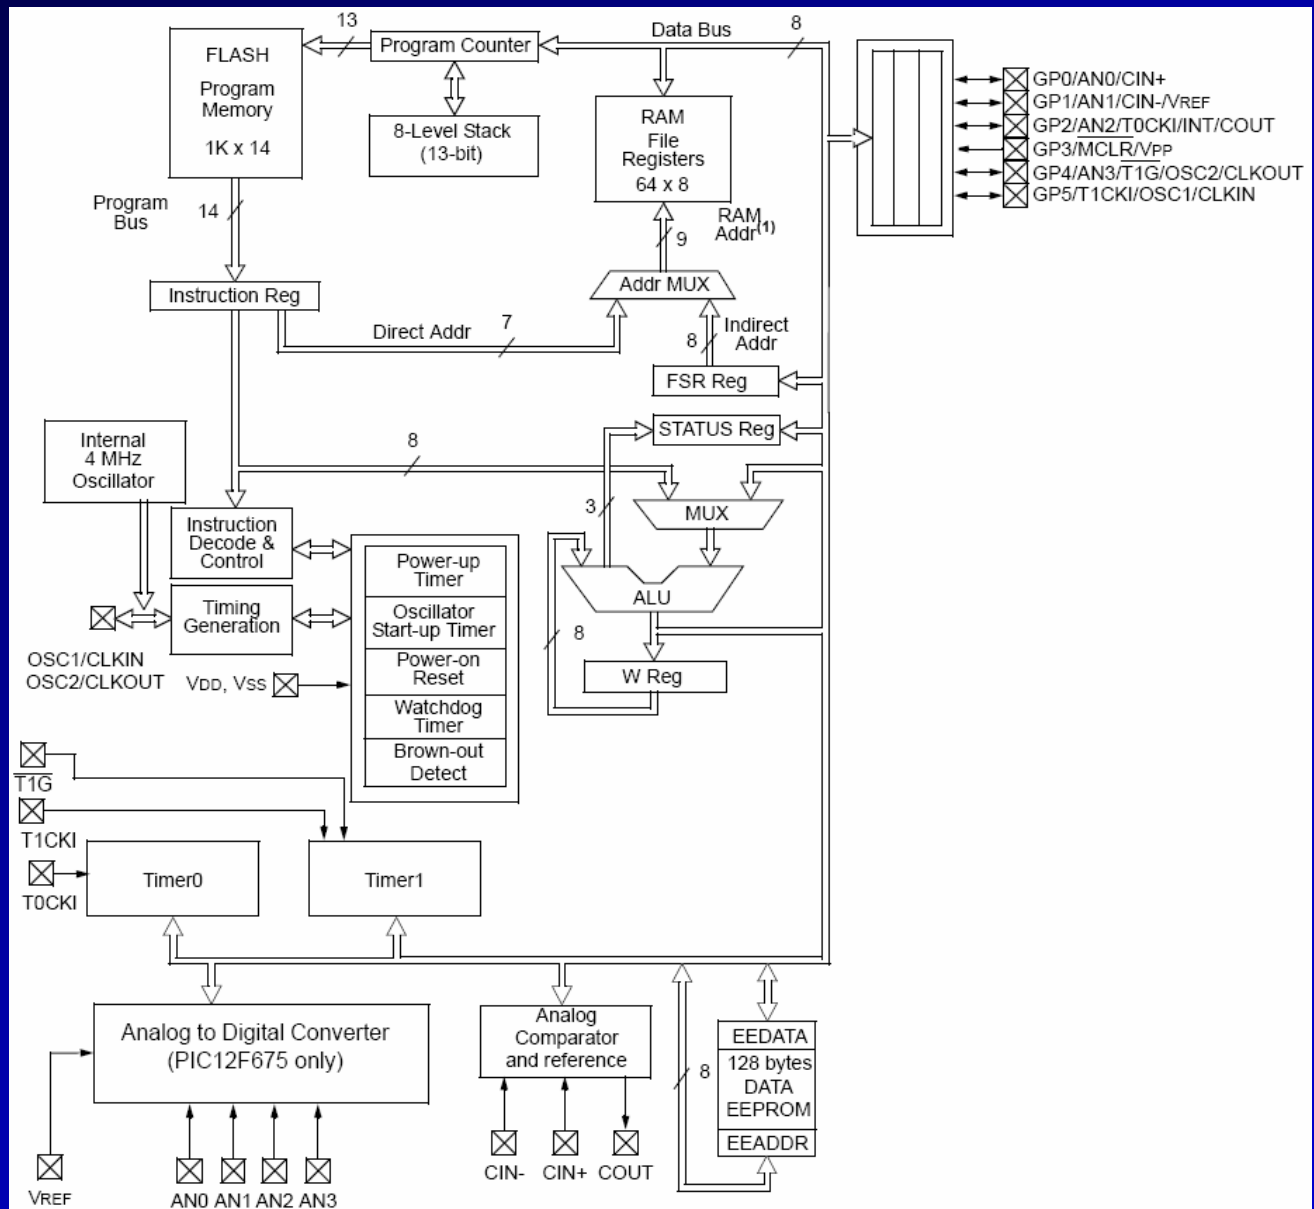 13
Data Bus
8
FLASH
Program
Memory
1K x 14
Program Counter
8-Level Stack
(13-bit)
RAM
File
Registers
64 x 8
GP0/AN0/CIN+
GP1/AN1/CIN-/VREF
GP2/AN2/T0CKI/INT/COUT
GP3/MCLR/VPP
GP4/AN3/T1G/OSC2/CLKOUT
GP5/T1CKI/OSC1/CLKIN
Program
Bus
14
RAM
Addr(1)
9
Instruction Reg
Addr MUX
Direct Addr
7
8
Indirect
Addr
FSR Reg
STATUS Reg
Internal
4 MHz
Oscillator
8
3
MUX
Instruction
Decode &
Control
Power-up
Timer
ALU
Timing
Generation
Oscillator
Start-up Timer
8
OSC1/CLKIN
OSC2/CLKOUT
Power-on
Reset
W Reg
VDD, VSS
Watchdog
Timer
Brown-out
Detect
T1G
T1CKI
T0CKI
Timer0
Timer1
Analog to Digital Converter
(PIC12F675 only)
Analog
Comparator
and reference
8
EEDATA
128 bytes
DATA
EEPROM
EEADDR
VREF
AN0 AN1 AN2 AN3
CIN- CIN+ COUT